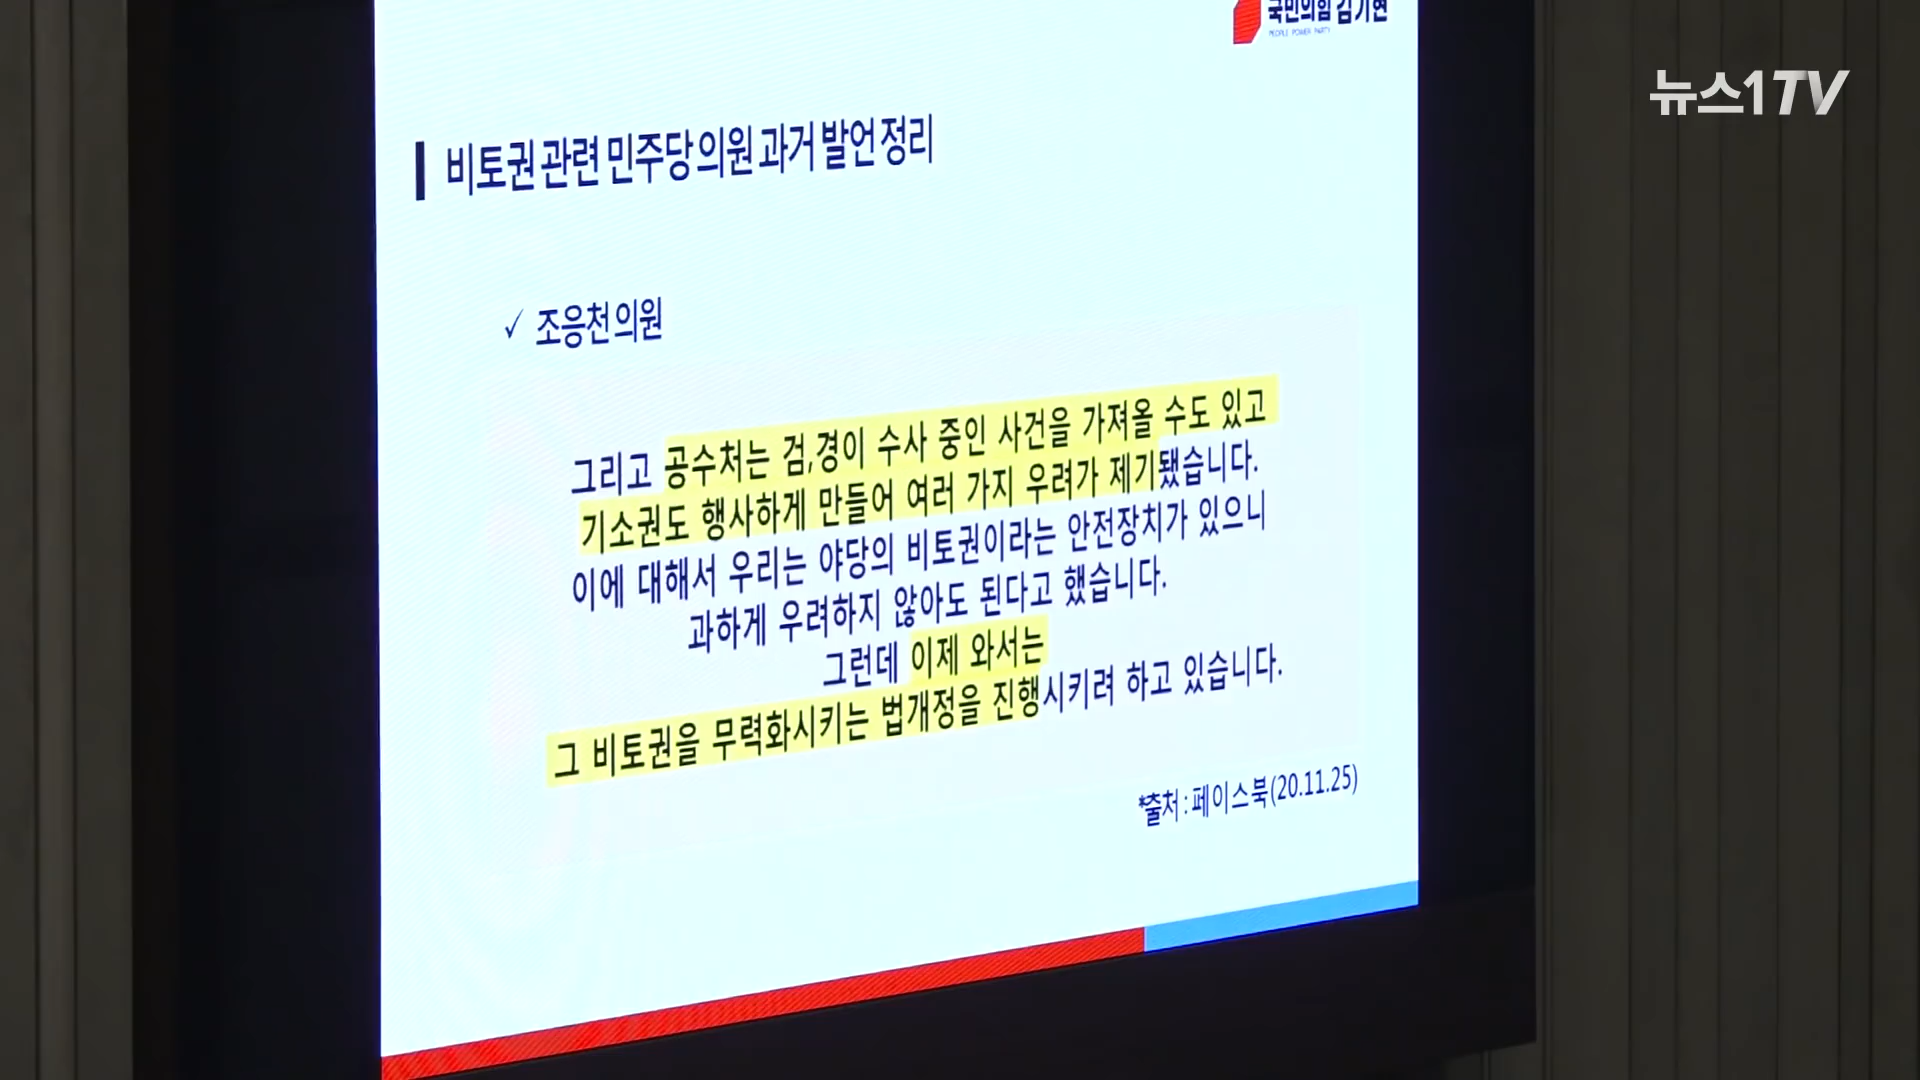 국민의힘 김기현
PEOPLE POWER PARTY
뉴스1TV
비토권 관련 민주당 의원 과거 발언 정리
✓ 조응천 의원
그리고 공수처는 검,경이 수사 중인 사건을 가져올 수도 있고
기소권도 행사하게 만들어 여러 가지 우려가 제기됐습니다.
이에 대해서 우리는 야당의 비토권이라는 안전장치가 있으니
과하게 우려하지 않아도 된다고 했습니다.
그런데 이제 와서는
그 비토권을 무력화시키는 법개정을 진행시키려 하고 있습니다.
*출처 : 페이스북(20.11.25)